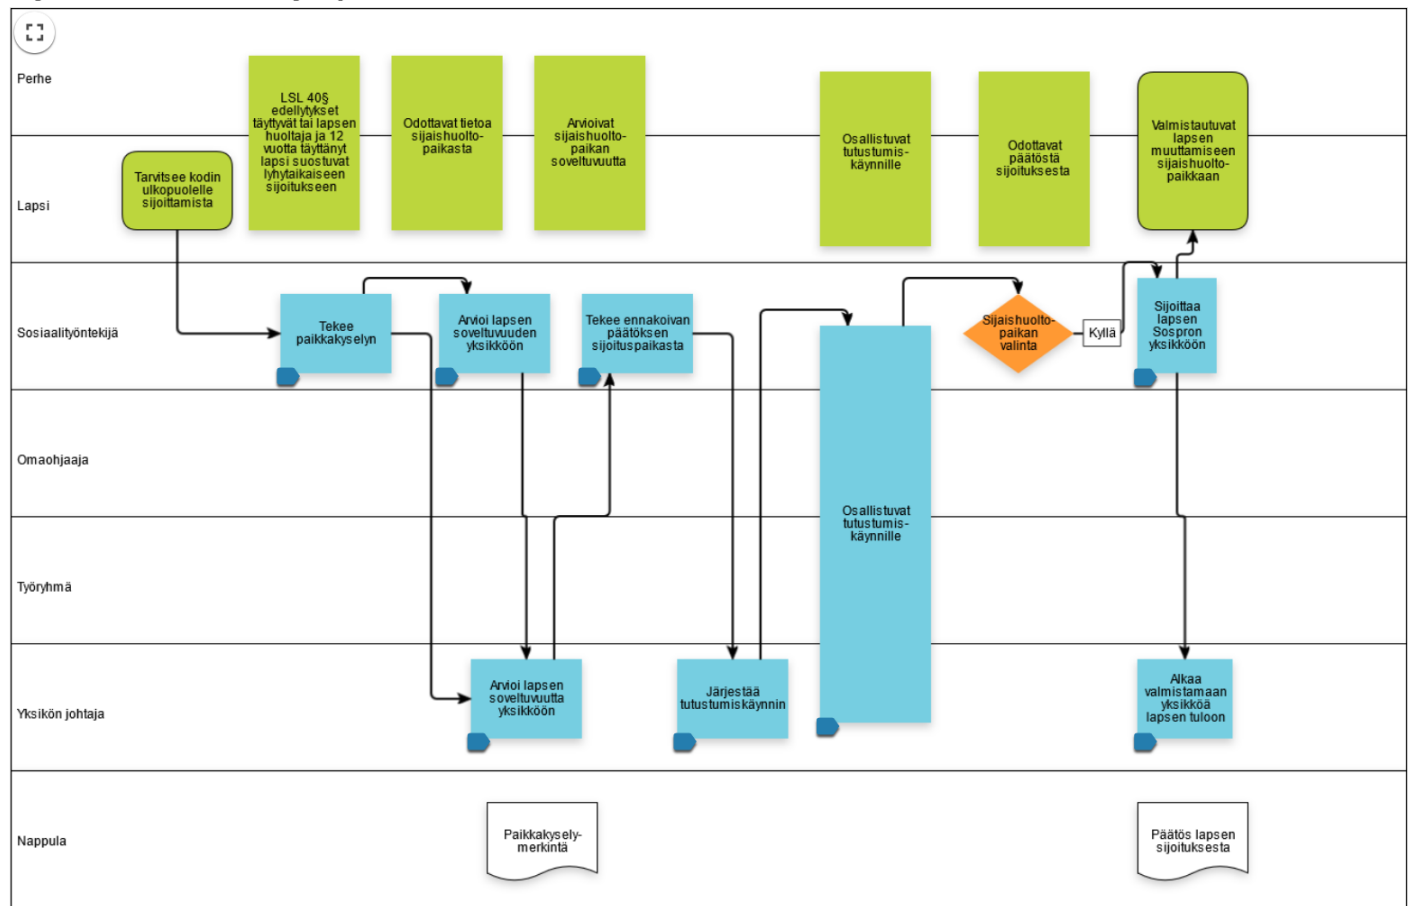 Perhe
LSL 40§
edellytykset
täyttyvät tai lapsen
huoltaja ja 12
vuotta täyttänyt
lapsi suostuvat
lyhytaikaiseen
sijoitukseen
Odottavat tietoa
sijaishuolto-
paikasta
Arvioivat
sijaishuolto-
paikan
soveltuvuutta
Osallistuvat
tutustumis-
käynnille
Odottavat
päätöstä
sijoituksesta
Valmistautuvat
lapsen
muuttamiseen
sijaishuolto-
paikkaan
Lapsi
Tarvitsee kodin
ulkopuolelle
sijoittamista
Sosiaalityöntekijä
Tekee
paikkakyselyn
Arvioi lapsen
soveltuvuuden
yksikköön
Tekee ennakoivan
päätöksen
sijoituspaikasta
Sijaishuolto-
paikan
valinta
Kyllä
Sijoittaa
lapsen
Sospron
yksikköön
Omaohjaaja
Osallistuvat
tutustumis-
käynnille
Työryhmä
Yksikön johtaja
Arvioi lapsen
soveltuvuutta
yksikköön
Järjestää
tutustumiskäynnin
Alkaa
valmistamaan
yksikköä
lapsen tuloon
Nappula
Paikkakysely-
merkintä
Päätös lapsen
sijoituksesta